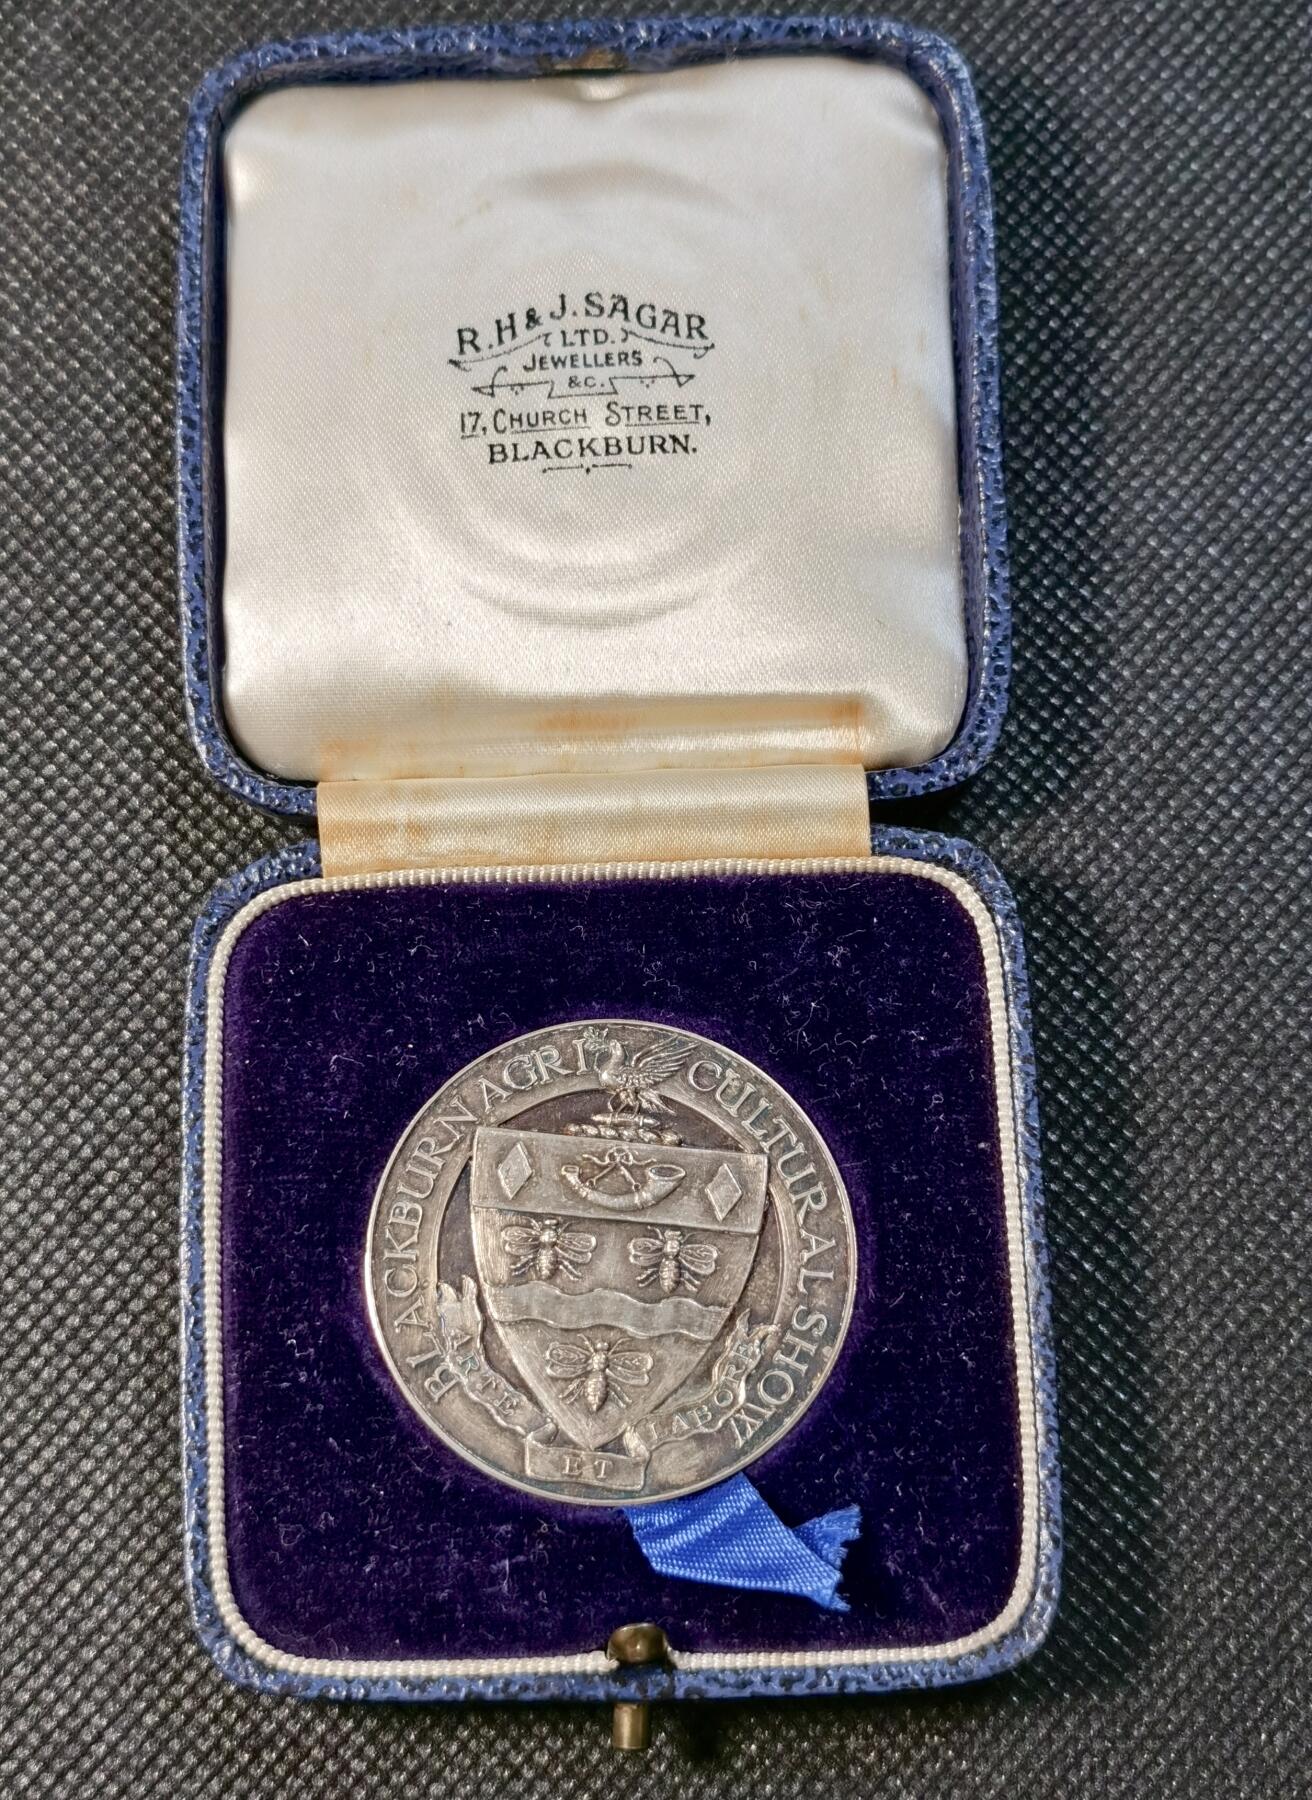 R.H & J. SAGAR
LTD.
JEWELLERS
&C.
17, CHURCH STREET,
BLACKBURN.
BLACKBURN AGRICULTURAL SHOW
ARTE ET LABORE